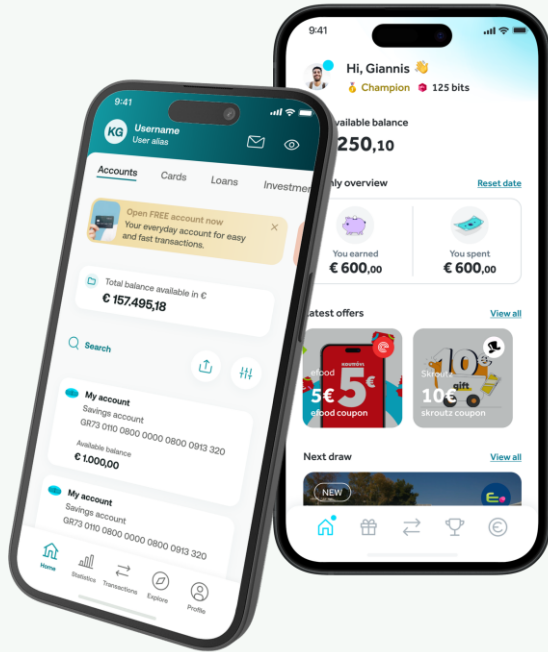 9:41
KG
Username
User alias
Accounts
Cards
Loans
Investmen
Open FREE account now
Your everyday account for easy
and fast transactions.
Total balance available in €
€ 157.495,18
Search
My account
Savings account
GR73 0110 0800 0000 0800 0913 320
Available balance
€ 1.000,00
My account
Savings account
GR73 0110 0800 0000 0800 0913 320
Home
Statistics
Transactions
Explore
Profile
9:41
Hi, Giannis 👋
Champion
125 bits
vailable balance
250,10
ly overview
Reset date
You earned
€ 600,00
You spent
€ 600,00
atest offers
View all
5€
efood
5€
efood coupon
10€
gift
Skroutz
10€
skroutz coupon
Next draw
View all
NEW